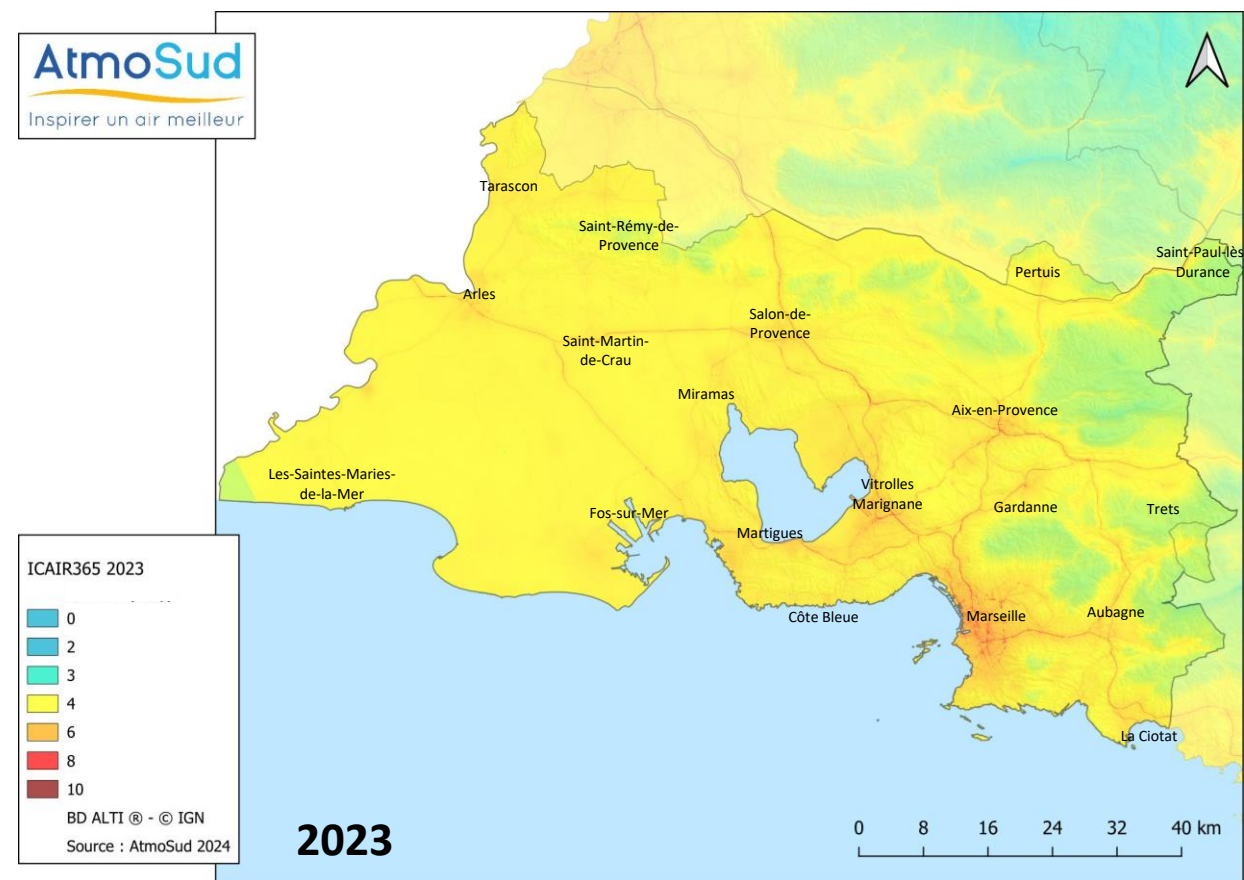 AtmoSud
Inspirer un air meilleur
Tarascon
Saint-Rémy-de-
Provence
Saint-Paul-lès
Durance
Pertuis
Arles
Salon-de-
Provence
Saint-Martin-
de-Crau
Miramas
Aix-en-Provence
Les-Saintes-Maries-
de-la-Mer
Vitrolles
Marignane
Fos-sur-Mer
Gardanne
Trets
Martigues
Côte Bleue
Marseille
Aubagne
La Ciotat
ICAIR365 2023
0
2
3
4
6
8
10
BD ALTI ® - © IGN
Source : AtmoSud 2024
2023
0 8 16 24 32 40 km